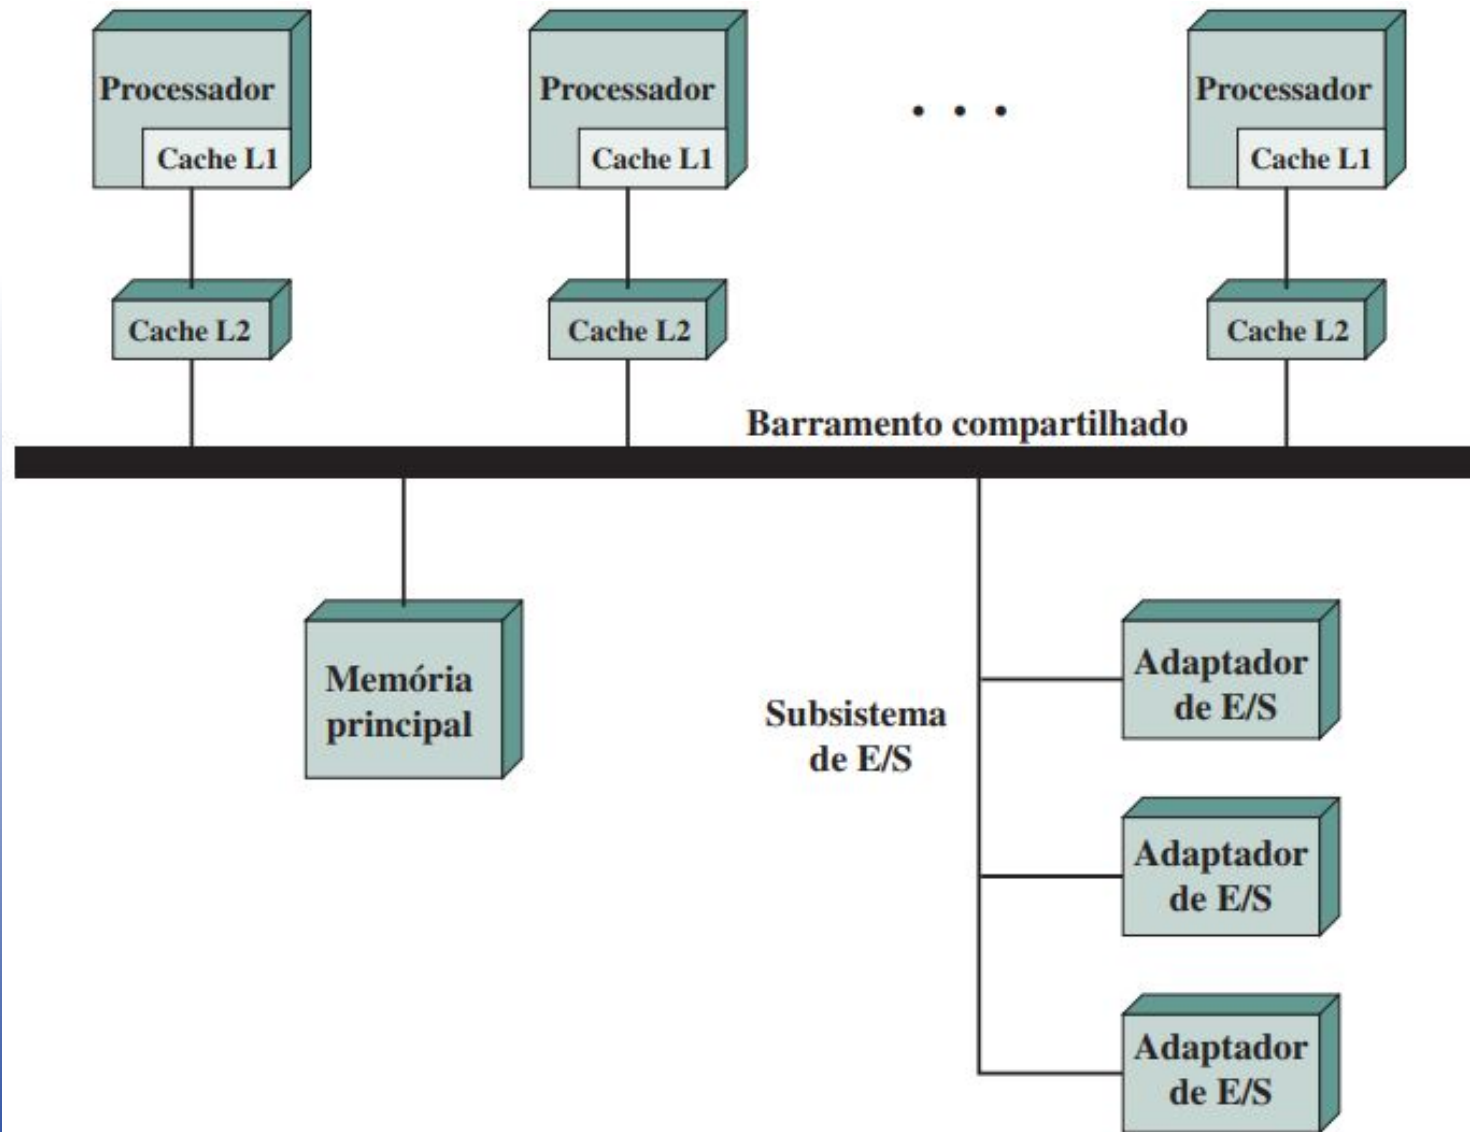 Processador
Cache L1
Processador
Cache L1
. . .
Processador
Cache L1
Cache L2
Cache L2
Cache L2
Barramento compartilhado
Memória
principal
Subsistema
de E/S
Adaptador
de E/S
Adaptador
de E/S
Adaptador
de E/S